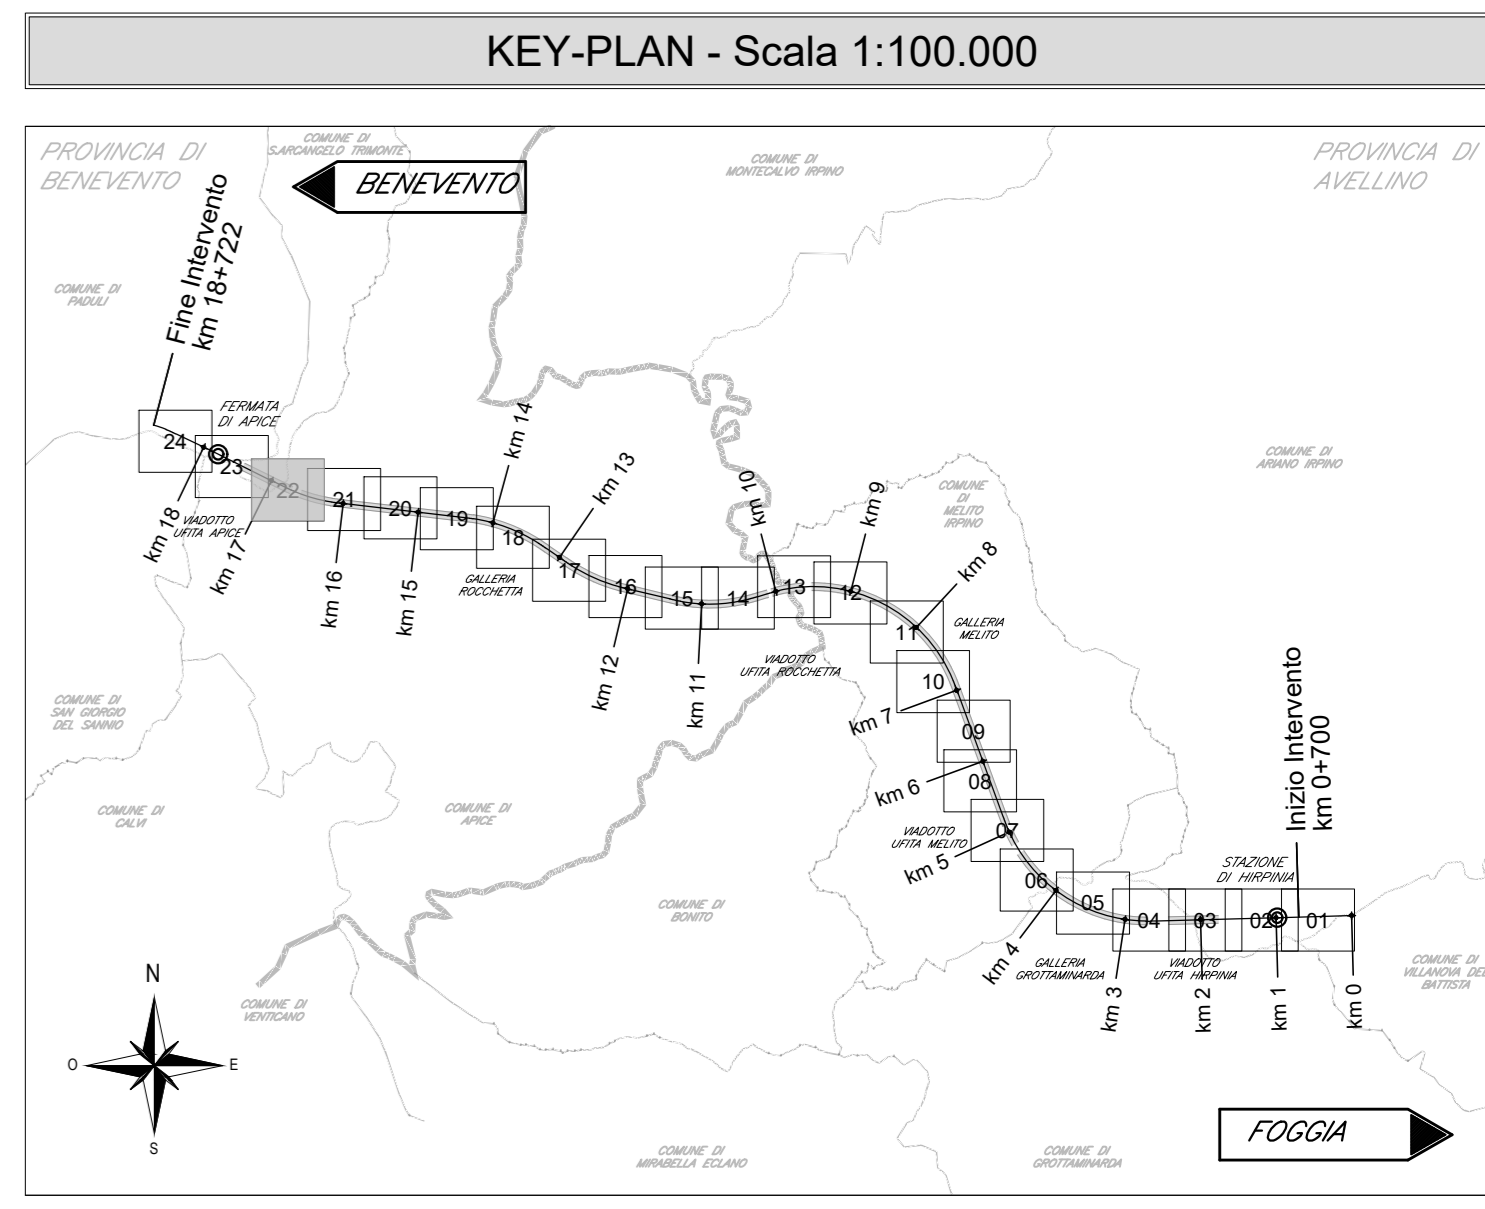 KEY-PLAN - Scala 1:100.000
PROVINCIA DI
BENEVENTO
COMUNE DI
S.ARCANGELO TRIMONTE
BENEVENTO
COMUNE DI
MONTECALVO IRPINO
PROVINCIA DI
AVELLINO
Fine Intervento
km 18+722
COMUNE DI
PADULI
FERMATA
DI APICE
24
23
22
21
20
19
18
17
16
15
14
13
12
11
10
09
08
07
06
05
04
03
02
01
km 18
km 17
km 16
km 15
km 14
km 13
km 12
km 11
km 10
km 9
km 8
km 7
km 6
km 5
km 4
km 3
km 2
km 1
km 0
VIADOTTO
UFITA APICE
GALLERIA
ROCCHETTA
VIADOTTO
UFITA ROCCHETTA
GALLERIA
MELITO
COMUNE
DI
MELITO
IRPINO
COMUNE DI
ARIANO IRPINO
COMUNE DI
SAN GIORGIO
DEL SANNIO
COMUNE DI
CALVI
COMUNE DI
APICE
VIADOTTO
UFITA MELITO
Inizio Intervento
km 0+700
STAZIONE
DI HIRPINIA
COMUNE DI
BONITO
GALLERIA
GROTTAMINARDA
VIADOTTO
UFITA HIRPINIA
COMUNE DI
VILLANOVA DEL
BATTISTA
COMUNE DI
VENTICANO
N
O
E
S
FOGGIA
COMUNE DI
MIRABELLA ECLANO
COMUNE DI
GROTTAMINARDA